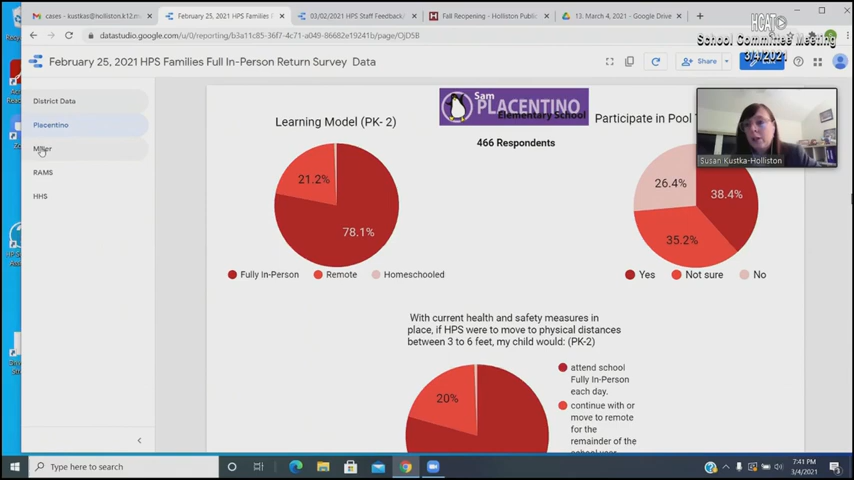 cases - kustkas@holliston.k12.m
February 25, 2021 HPS Families F
03/02/2021 HPS Staff Feedback/
Fall Reopening - Holliston Public
13. March 4, 2021 - Google Drive
HCAT
School Committee Meeting
3/4/2021
datastudio.google.com/u/0/reporting/b3a11c85-36f7-4c71-a049-86682e19241b/page/OjD5B
February 25, 2021 HPS Families Full In-Person Return Survey Data
Share
District Data
Placentino
Miller
RAMS
HHS
Sam
PLACENTINO
Elementary School
466 Respondents
Learning Model (PK- 2)
21.2%
78.1%
Fully In-Person
Remote
Homeschooled
Participate in Pool
Susan Kustka-Holliston
26.4%
38.4%
35.2%
Yes
Not sure
No
With current health and safety measures in
place, if HPS were to move to physical distances
between 3 to 6 feet, my child would: (PK-2)
20%
attend school
Fully In-Person
each day.
continue with or
move to remote
for the
remainder of the
school year
Type here to search
7:41 PM
3/4/2021